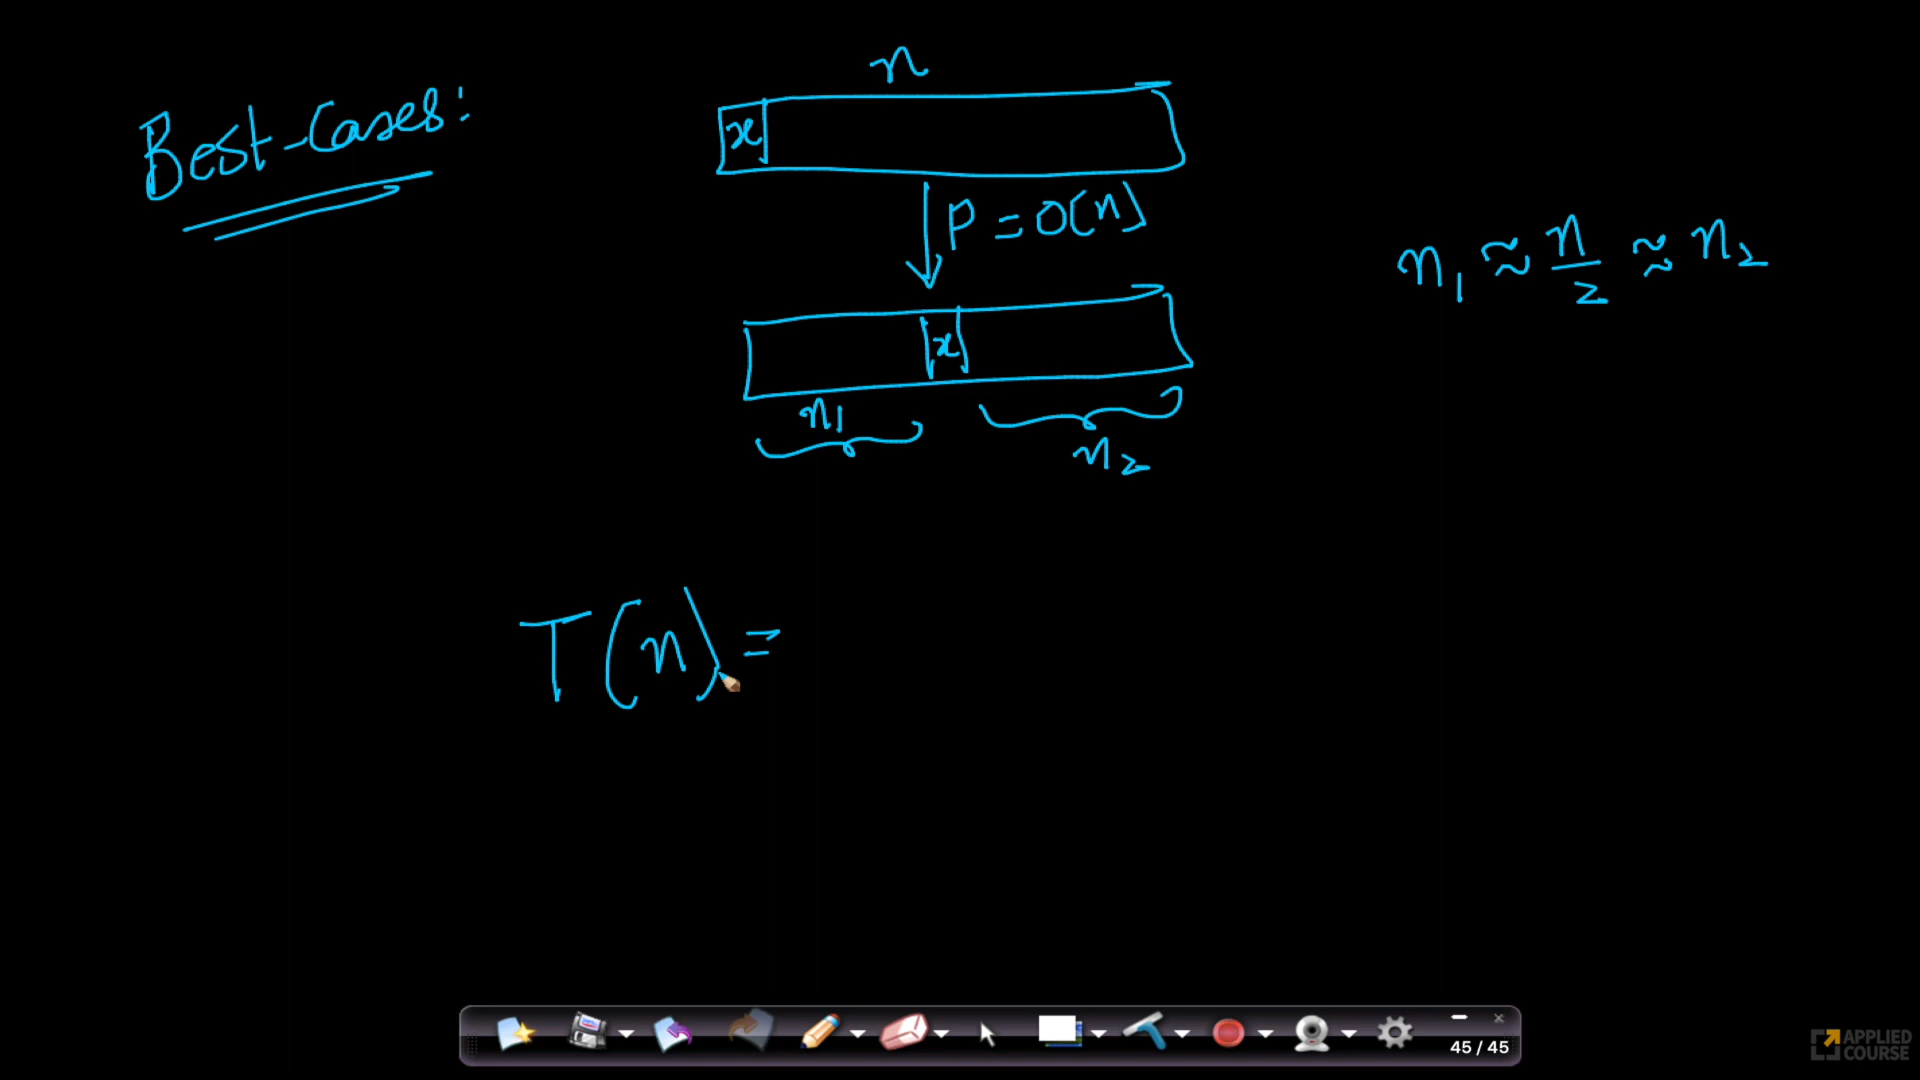 n
Best-Cases:
x
P = O(n)
n₁ ≈ n/2 ≈ n₂
x
n₁
n₂
T(n) =
45 / 45
APPLIED
COURSE